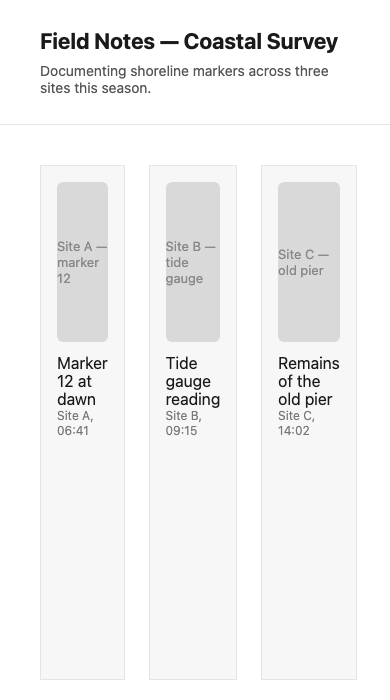 Field Notes — Coastal Survey
Documenting shoreline markers across three
sites this season.
Site A —
marker
12
Marker
12 at
dawn
Site A,
06:41
Site B —
tide
gauge
Tide
gauge
reading
Site B,
09:15
Site C —
old pier
Remains
of the
old pier
Site C,
14:02